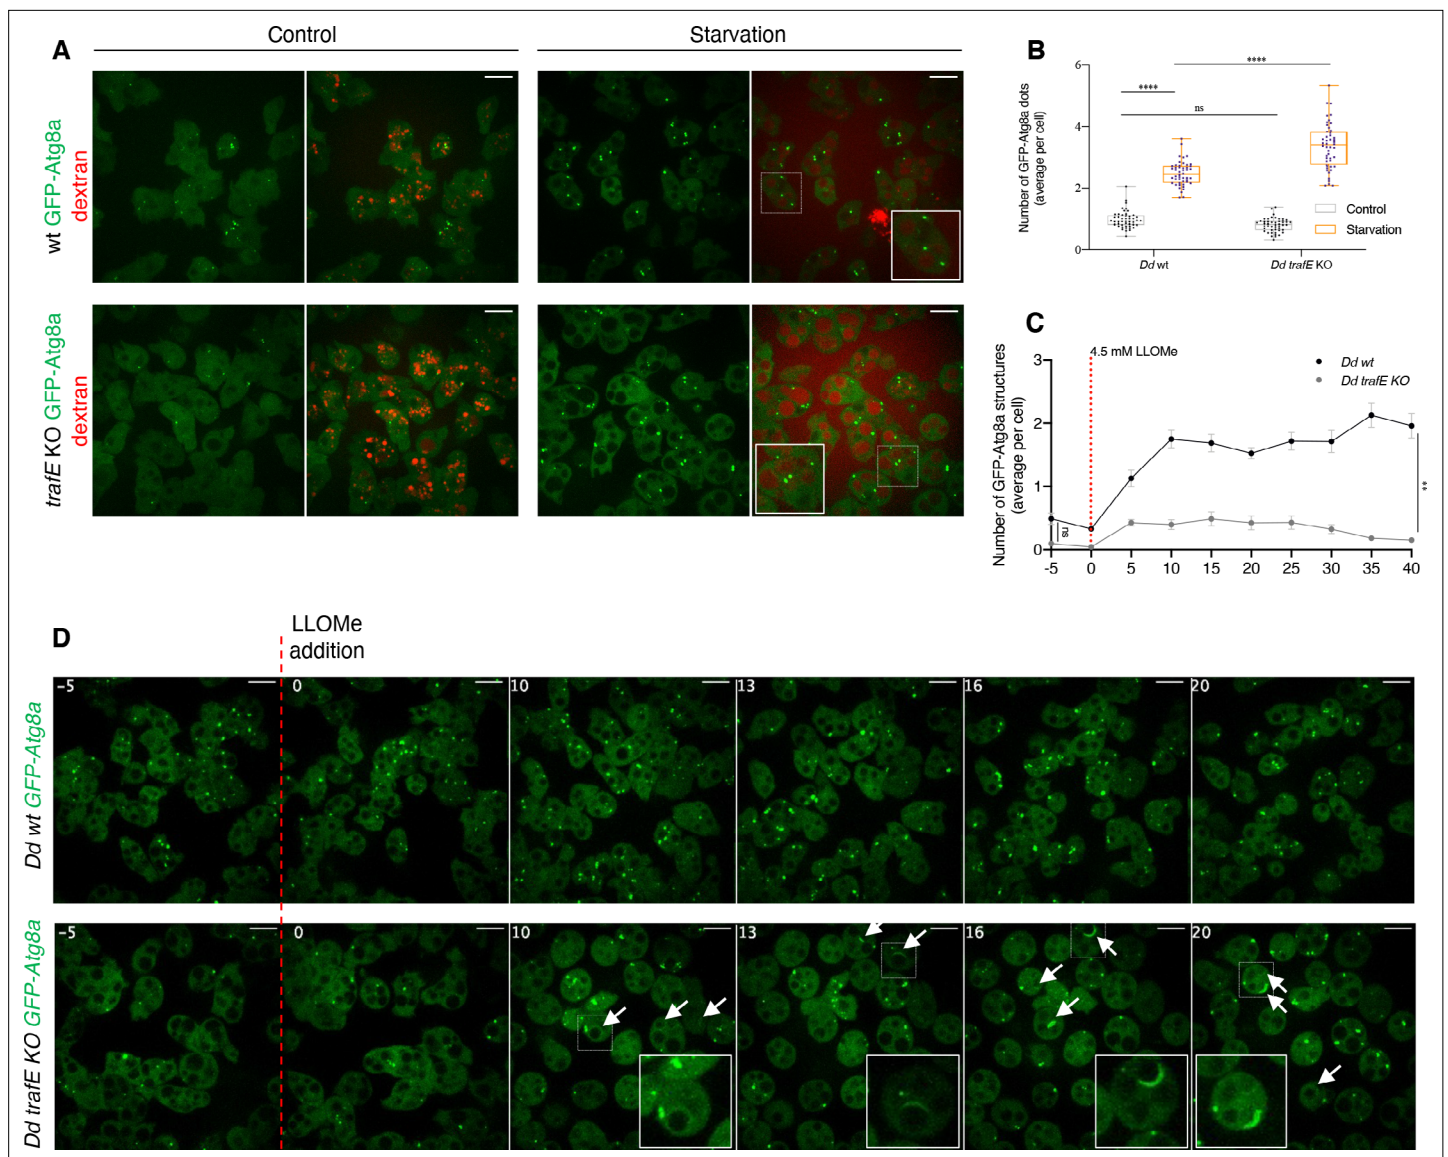 A
Control
Starvation
wt GFP-Atg8a
dextran
trafE KO GFP-Atg8a
dextran
B
Number of GFP-Atg8a dots
(average per cell)
6
4
2
0
****
****
ns
Control
Starvation
Dd wt
Dd trafE KO
C
4.5 mM LLOMe
Number of GFP-Atg8a structures
(average per cell)
3
2
1
0
Dd wt
Dd trafE KO
ns
**
-5 0 5 10 15 20 25 30 35 40
D
LLOMe
addition
Dd wt GFP-Atg8a
-5 0 10 13 16 20
Dd trafE KO GFP-Atg8a
-5 0 10 13 16 20